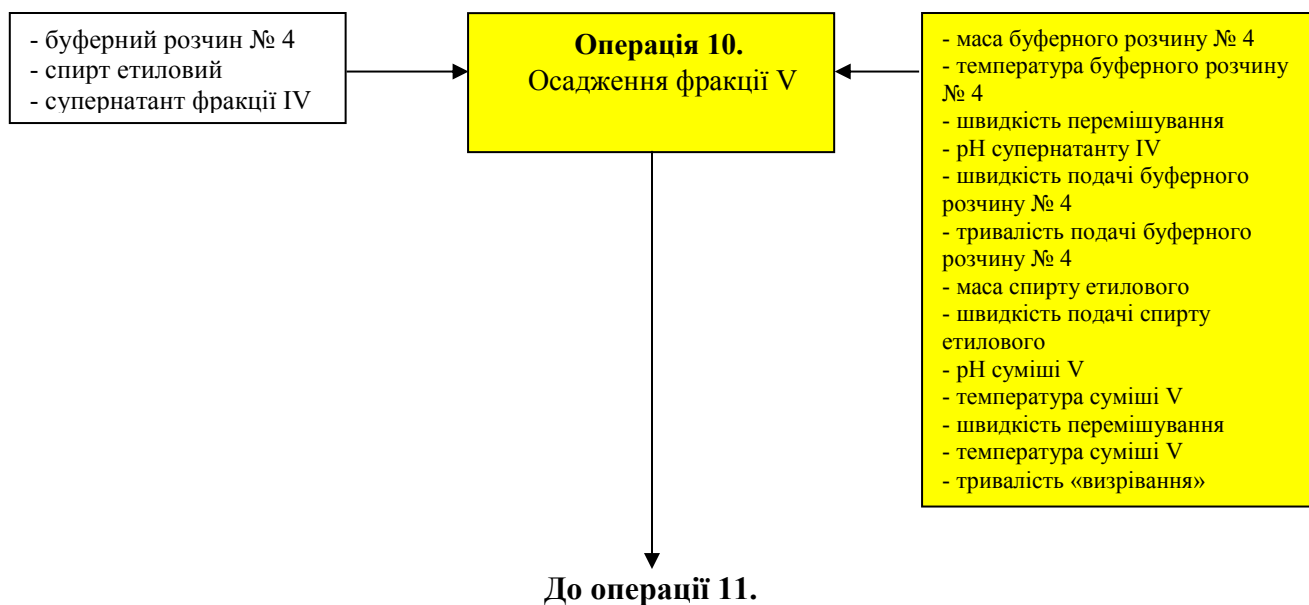 - буферний розчин № 4
- спирт етиловий
- супернатант фракції IV
Операція 10.
Осадження фракції V
- маса буферного розчину № 4
- температура буферного розчину
№ 4
- швидкість перемішування
- рН супернатанту IV
- швидкість подачі буферного
розчину № 4
- тривалість подачі буферного
розчину № 4
- маса спирту етилового
- швидкість подачі спирту
етилового
- рН суміші V
- температура суміші V
- швидкість перемішування
- температура суміші V
- тривалість «визрівання»
До операції 11.